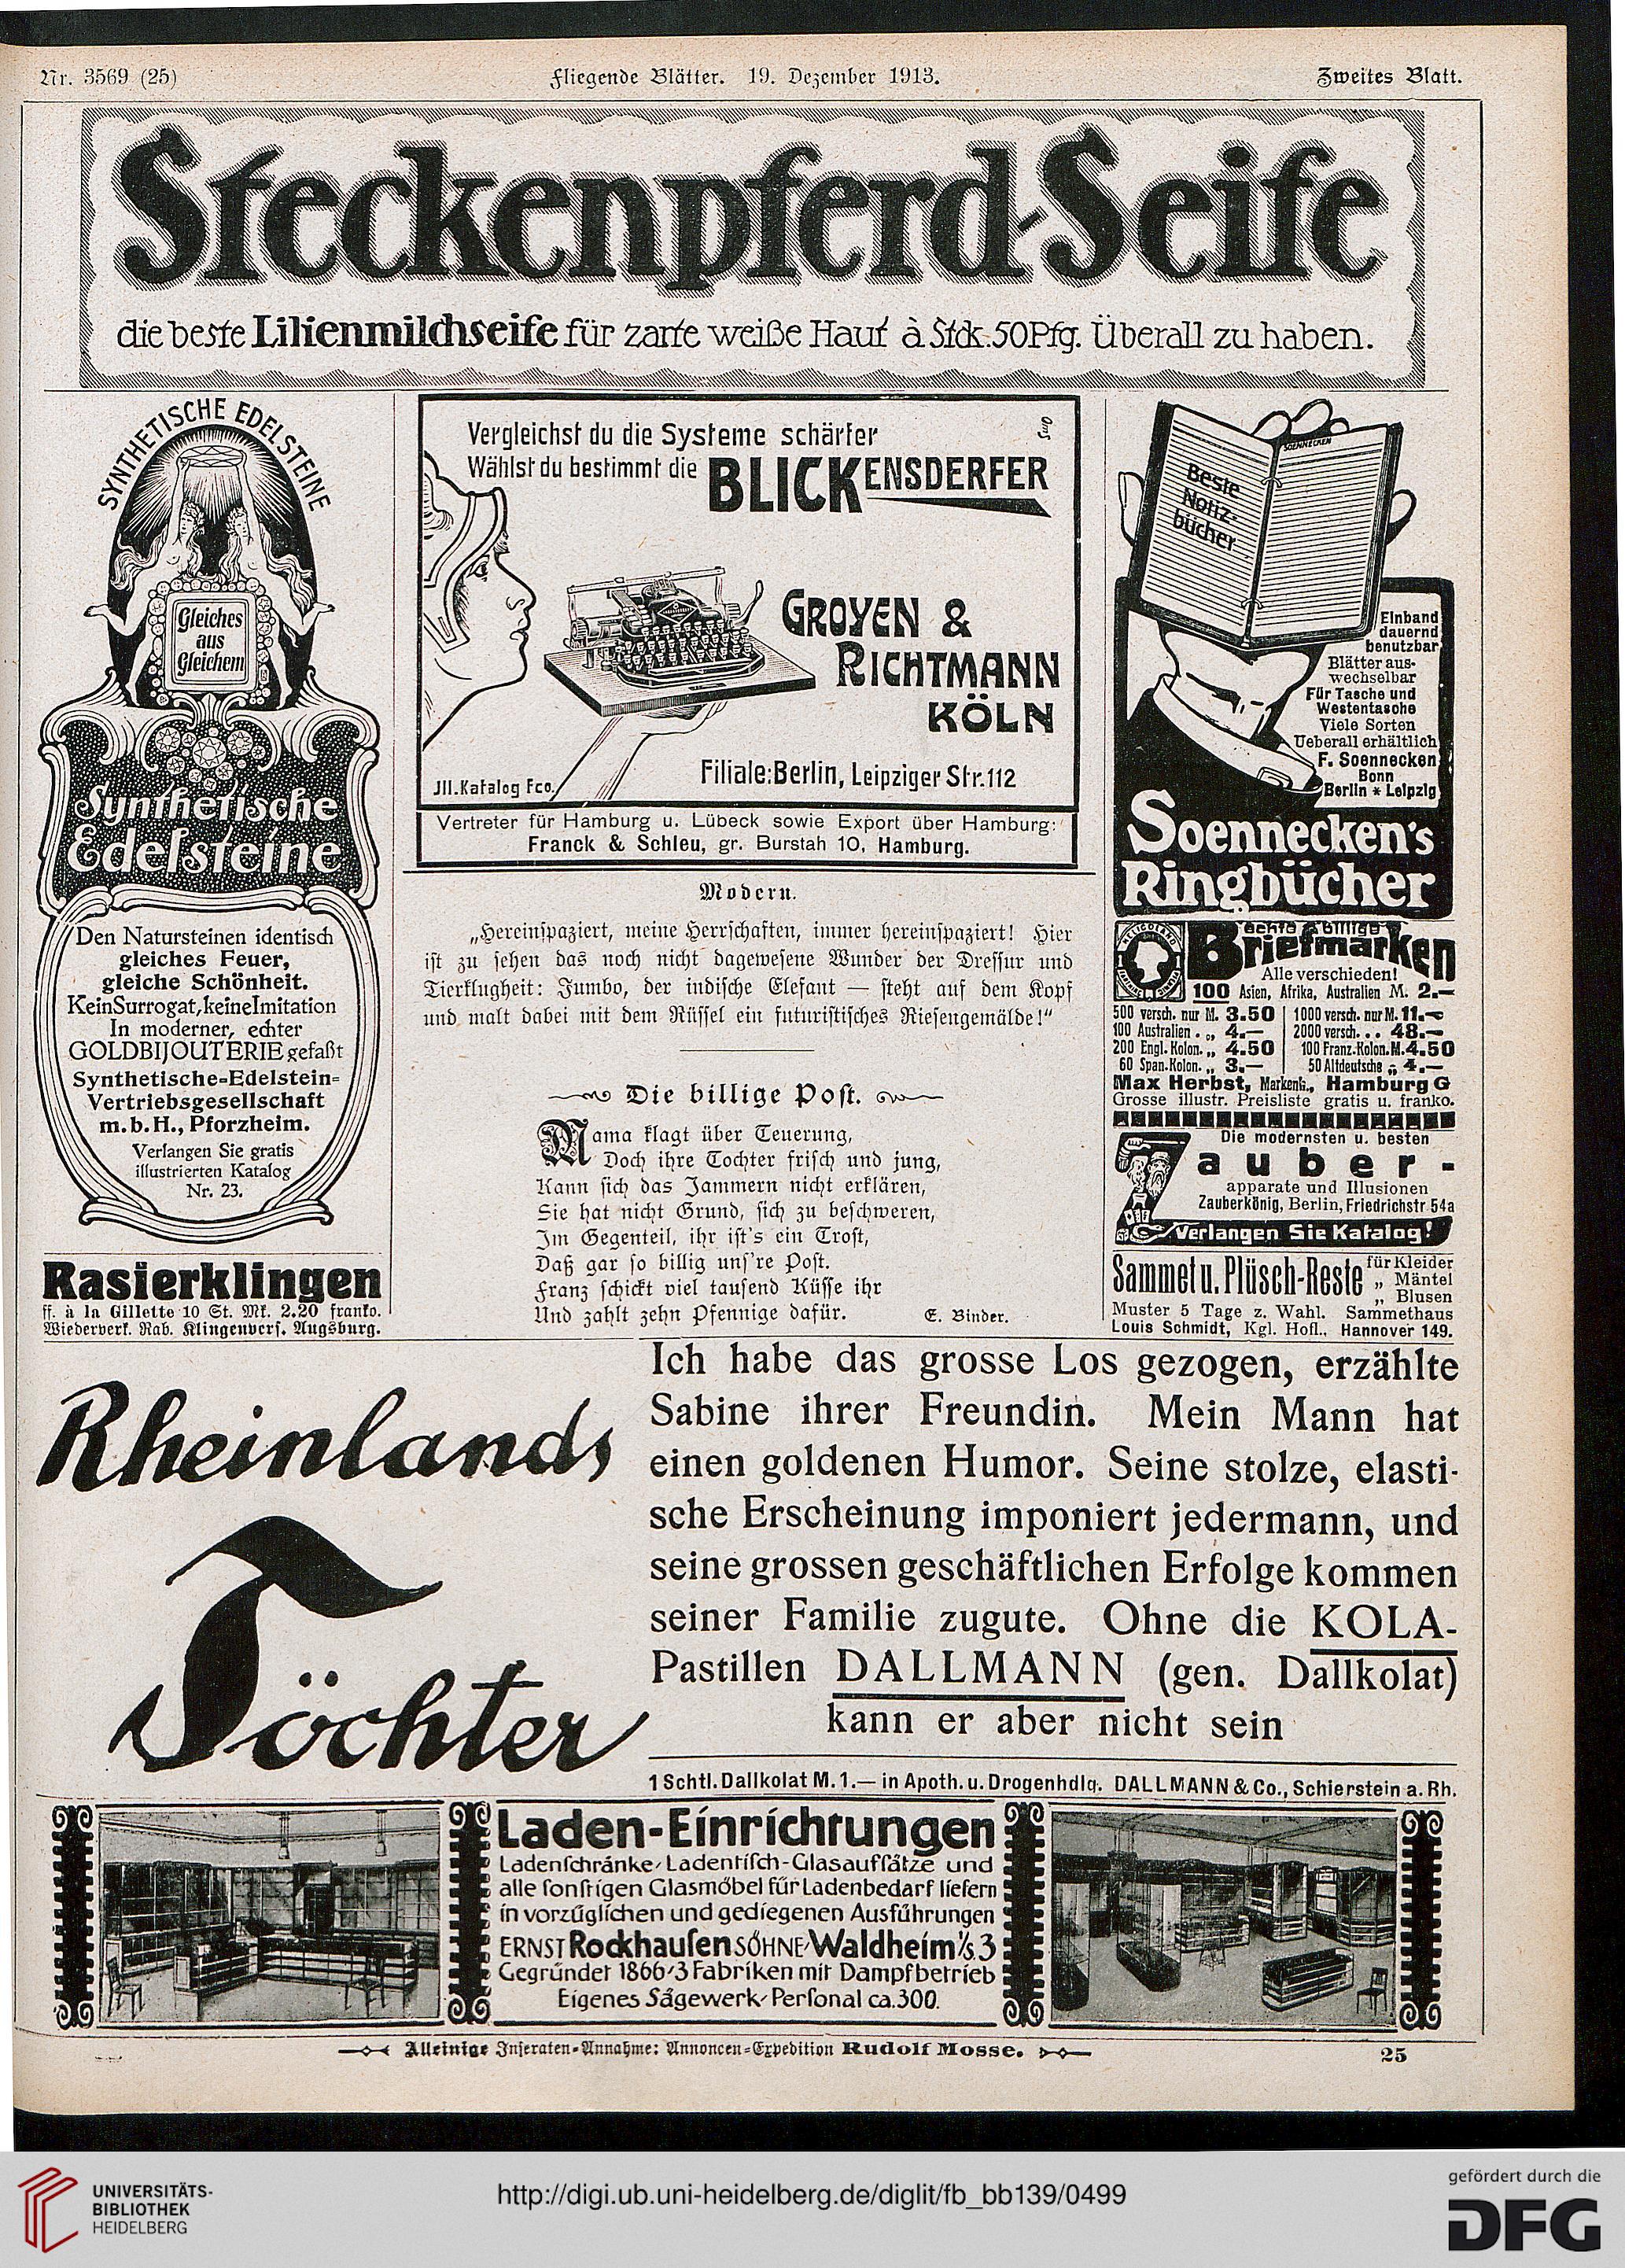 Nr. 3569 (25)
Fliegende Blätter. 19. Dezember 1913.
Zweites Blatt.
Steckenpferd-Seife
die beste Lilienmilchseife für zarte weiße Haut à Stck. 50 Pfg. Überall zu haben.
SYNTHETISCHE EDELSTEINE
Gleiches
aus
Gleichem
Synthetische
Edelsteine
Den Natursteinen identisch
gleiches Feuer,
gleiche Schönheit.
Kein Surrogat, keine Imitation
In moderner, echter
GOLDBIJOUTERIE gefaßt
Synthetische-Edelstein-
Vertriebsgesellschaft
m. b. H., Pforzheim.
Verlangen Sie gratis
illustrierten Katalog
Nr. 23.
Rasierklingen
ff. à la Gillette 10 St. Mk. 2.20 franko.
Wiederverk. Rab. Klingenvers. Augsburg.
Vergleichst du die Systeme schärfer
Wählst du bestimmt die BLICKENSDERFER
GROYEN &
RICHTMANN
KÖLN
Filiale: Berlin, Leipziger Str. 112
Jll. Katalog fco.
Vertreter für Hamburg u. Lübeck sowie Export über Hamburg:
Franck & Schleu, gr. Burstah 10, Hamburg.
Modern.
„Hereinspaziert, meine Herrschaften, immer hereinspaziert! Hier
ist zu sehen das noch nicht dagewesene Wunder der Dressur und
Tierklugheit: Jumbo, der indische Elefant — steht auf dem Kopf
und malt dabei mit dem Rüssel ein futuristisches Riesengemälde!“
Die billige Post.
Mama klagt über Teuerung,
Doch ihre Tochter frisch und jung,
Kann sich das Jammern nicht erklären,
Sie hat nicht Grund, sich zu beschweren,
Im Gegenteil, ihr ist's ein Trost,
Daß gar so billig uns're Post.
Franz schickt viel tausend Küsse ihr
Und zahlt zehn Pfennige dafür.
E. Binder.
SOENNECKEN
Beste
Notiz-
bücher
Einband
dauernd
benutzbar
Blätter aus-
wechselbar
Für Tasche und
Westentasche
Viele Sorten
Ueberall erhältlich
F. Soennecken
Bonn
Berlin * Leipzig
Soennecken's
Ringbücher
HELIGOLAND
echte & billige
Briefmarken
Alle verschieden!
100 Asien, Afrika, Australien M. 2.—
500 versch. nur M. 3.50 | 1000 versch. nur M. 11.—
100 Australien . „ 4.— | 2000 versch. . . 48.—
200 Engl. Kolon. „ 4.50 | 100 Franz. Kolon. M. 4.50
60 Span. Kolon. „ 3.— | 50 Altdeutsche „ 4.—
Max Herbst, Markenh., Hamburg G
Grosse illustr. Preisliste gratis u. franko.
Die modernsten u. besten
Zauber-
apparate und Illusionen
Zauberkönig, Berlin, Friedrichstr. 54a
Verlangen Sie Katalog!
Sammet u. Plüsch-Reste für Kleider
„ Mäntel
„ Blusen
Muster 5 Tage z. Wahl. Sammethaus
Louis Schmidt, Kgl. Hofl., Hannover 149.
Rheinlands
Töchter
Ich habe das grosse Los gezogen, erzählte
Sabine ihrer Freundin. Mein Mann hat
einen goldenen Humor. Seine stolze, elasti-
sche Erscheinung imponiert jedermann, und
seine grossen geschäftlichen Erfolge kommen
seiner Familie zugute. Ohne die KOLA-
Pastillen DALLMANN (gen. Dallkolat)
kann er aber nicht sein
1 Schtl. Dallkolat M. 1.— in Apoth. u. Drogenhdlg. DALLMANN & Co., Schierstein a. Rh.
Laden-Einrichtungen
Ladenschränke, Ladentisch-Glasaufsätze und
alle sonstigen Glasmöbel für Ladenbedarf liefern
in vorzüglichen und gediegenen Ausführungen
ERNST Rockhausen SÖHNE, Waldheim i/s. 3
Gegründet 1866, 3 Fabriken mit Dampfbetrieb
Eigenes Sägewerk, Personal ca. 300.
Alleinige Inseraten-Annahme: Annoncen-Expedition Rudolf Mosse.
25
UNIVERSITÄTS-
BIBLIOTHEK
HEIDELBERG
http://digi.ub.uni-heidelberg.de/diglit/fb_bb139/0499
gefördert durch die
DFG